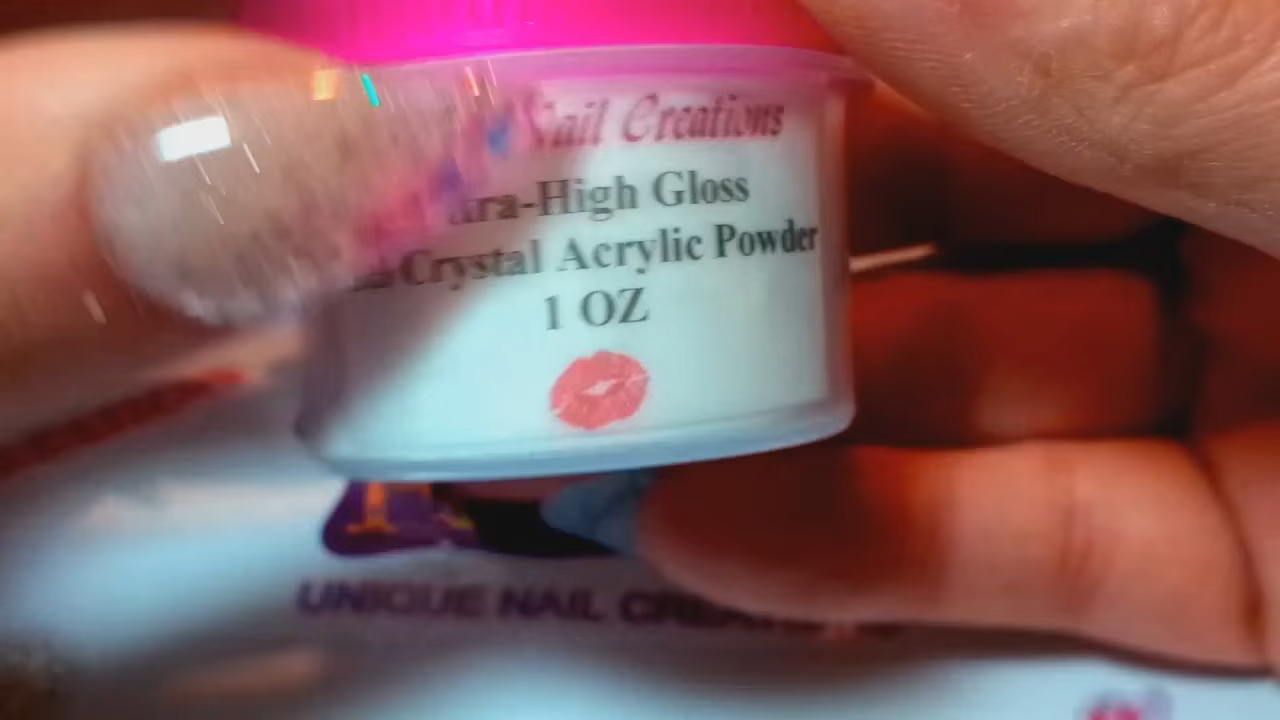 Nail Creations
-High Gloss
Crystal Acrylic Powder
1 OZ
UNIQUE NAIL